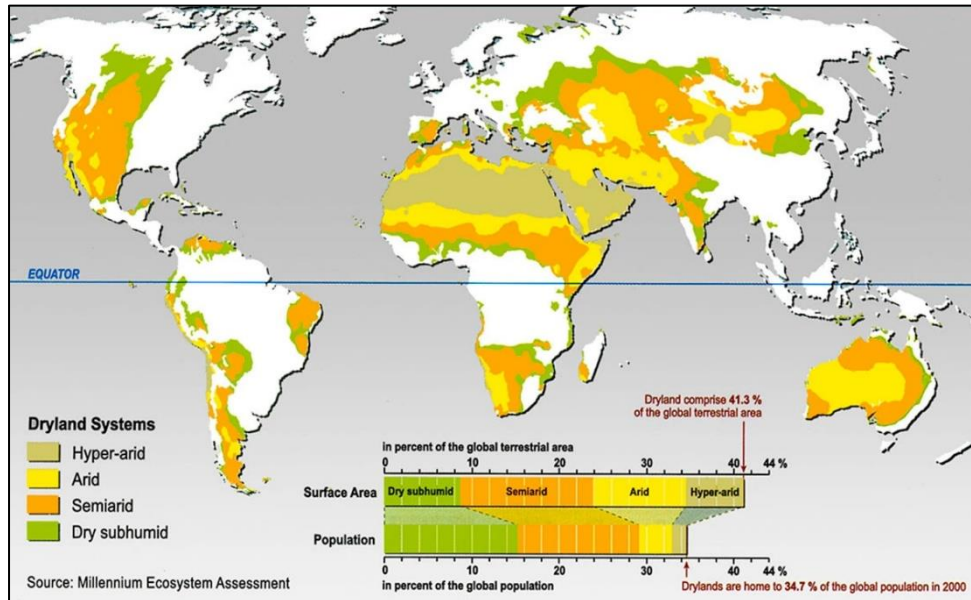 EQUATOR
Dryland Systems
Hyper-arid
Arid
Semiarid
Dry subhumid
Source: Millennium Ecosystem Assessment
Dryland comprise 41.3 %
of the global terrestrial area
in percent of the global terrestrial area
0 10 20 30 40 44 %
Surface Area Dry subhumid Semiarid Arid Hyper-arid
Population
0 10 20 30 40 44 %
in percent of the global population
Drylands are home to 34.7 % of the global population in 2000